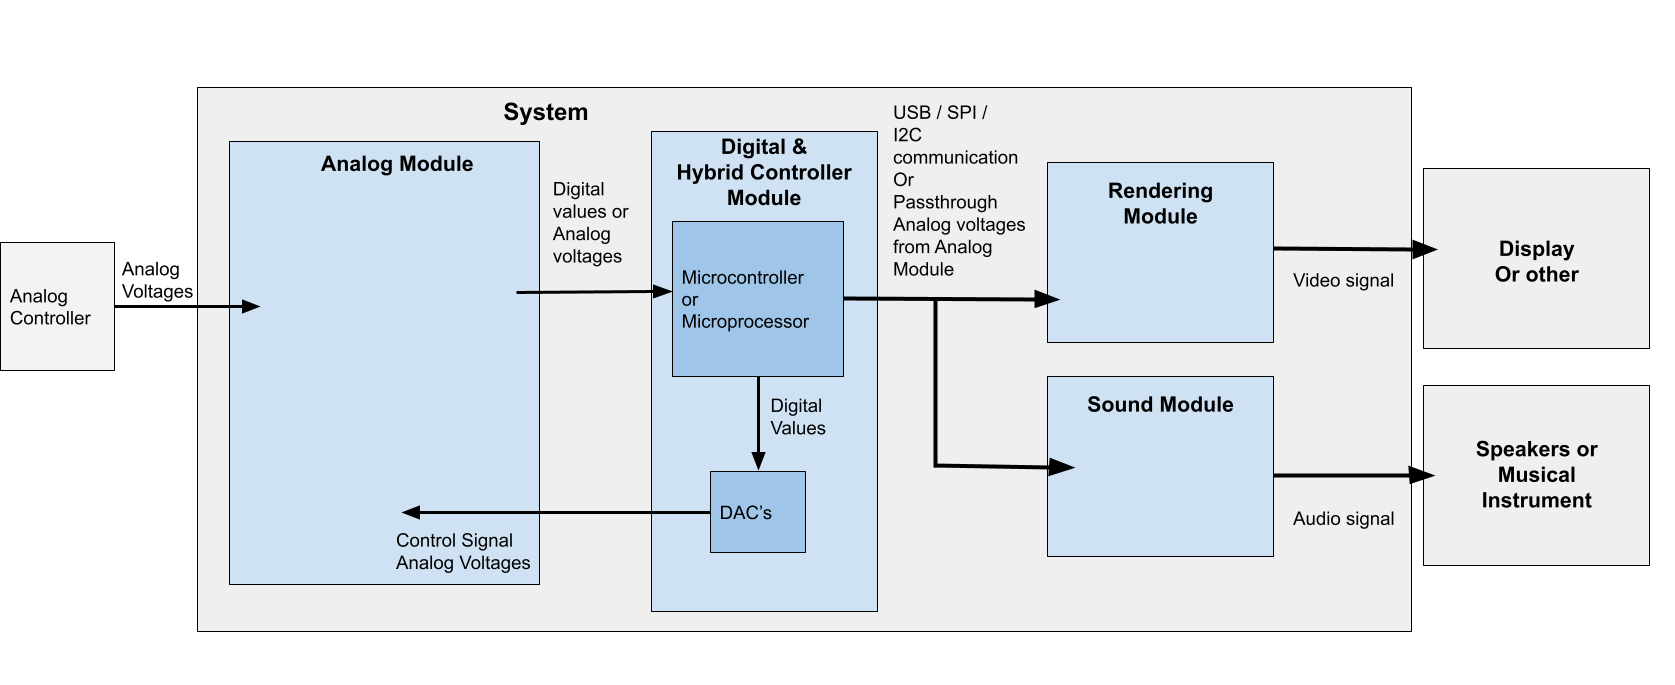 System
Analog Controller
Analog
Voltages
Analog Module
Digital
values or
Analog
voltages
Digital &
Hybrid Controller
Module
Microcontroller
or
Microprocessor
Digital
Values
DAC's
Control Signal
Analog Voltages
USB / SPI /
I2C
communication
Or
Passthrough
Analog voltages
from Analog
Module
Rendering
Module
Video signal
Display
Or other
Sound Module
Audio signal
Speakers or
Musical
Instrument